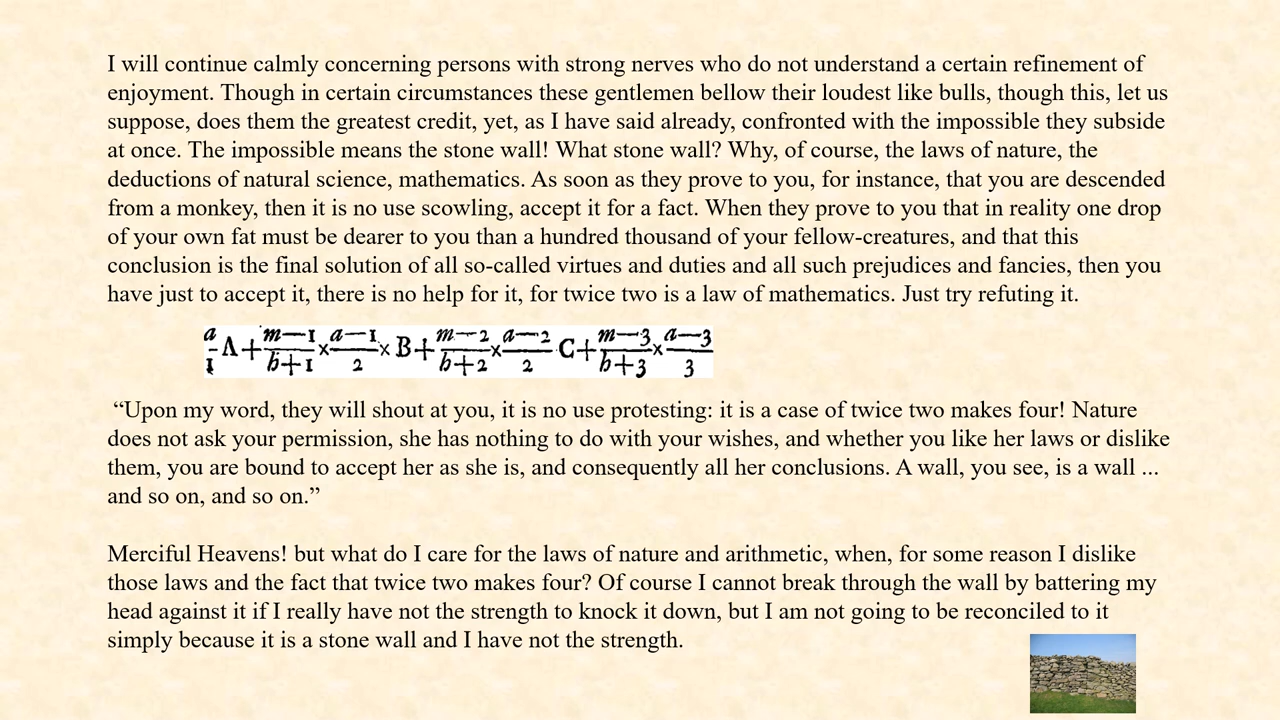 I will continue calmly concerning persons with strong nerves who do not understand a certain refinement of
enjoyment. Though in certain circumstances these gentlemen bellow their loudest like bulls, though this, let us
suppose, does them the greatest credit, yet, as I have said already, confronted with the impossible they subside
at once. The impossible means the stone wall! What stone wall? Why, of course, the laws of nature, the
deductions of natural science, mathematics. As soon as they prove to you, for instance, that you are descended
from a monkey, then it is no use scowling, accept it for a fact. When they prove to you that in reality one drop
of your own fat must be dearer to you than a hundred thousand of your fellow-creatures, and that this
conclusion is the final solution of all so-called virtues and duties and all such prejudices and fancies, then you
have just to accept it, there is no help for it, for twice two is a law of mathematics. Just try refuting it.
a/1 A + m—1/b+1 × a—1/2 × B + m—2/b+2 × a—2/2 C + m—3/b+3 × a—3/3
“Upon my word, they will shout at you, it is no use protesting: it is a case of twice two makes four! Nature
does not ask your permission, she has nothing to do with your wishes, and whether you like her laws or dislike
them, you are bound to accept her as she is, and consequently all her conclusions. A wall, you see, is a wall ...
and so on, and so on.”
Merciful Heavens! but what do I care for the laws of nature and arithmetic, when, for some reason I dislike
those laws and the fact that twice two makes four? Of course I cannot break through the wall by battering my
head against it if I really have not the strength to knock it down, but I am not going to be reconciled to it
simply because it is a stone wall and I have not the strength.